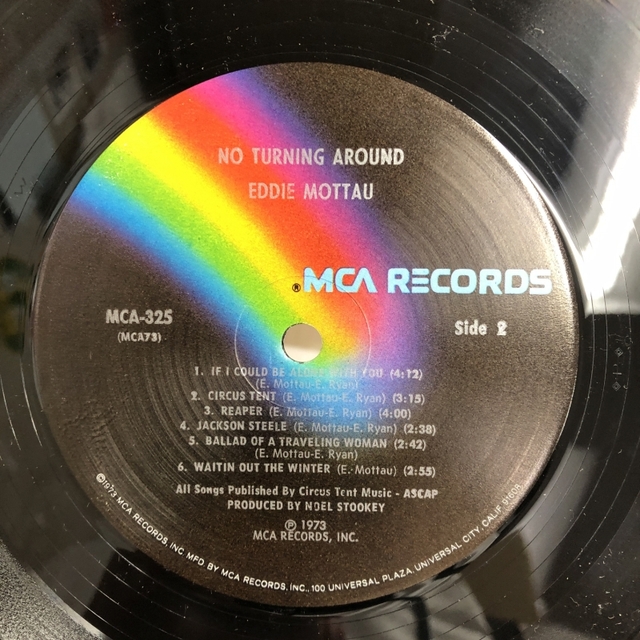 NO TURNING AROUND
EDDIE MOTTAU
® MCA RECORDS
MCA-325
(MCA73)
Side 2
1. IF I COULD BE ALONE WITH YOU (4:12)
(E. Mottau-E. Ryan)
2. CIRCUS TENT (E. Mottau-E. Ryan) (3:15)
3. REAPER (E. Mottau-E. Ryan) (4:00)
4. JACKSON STEELE (E. Mottau-E. Ryan) (2:38)
5. BALLAD OF A TRAVELING WOMAN (2:42)
(E. Mottau-E. Ryan)
6. WAITIN OUT THE WINTER (E. Mottau) (2:55)
All Songs Published By Circus Tent Music - ASCAP
PRODUCED BY NOEL STOOKEY
℗ 1973
MCA RECORDS, INC.
©1973 MCA RECORDS, INC. MFD. BY MCA RECORDS, INC., 100 UNIVERSAL PLAZA, UNIVERSAL CITY, CALIF.